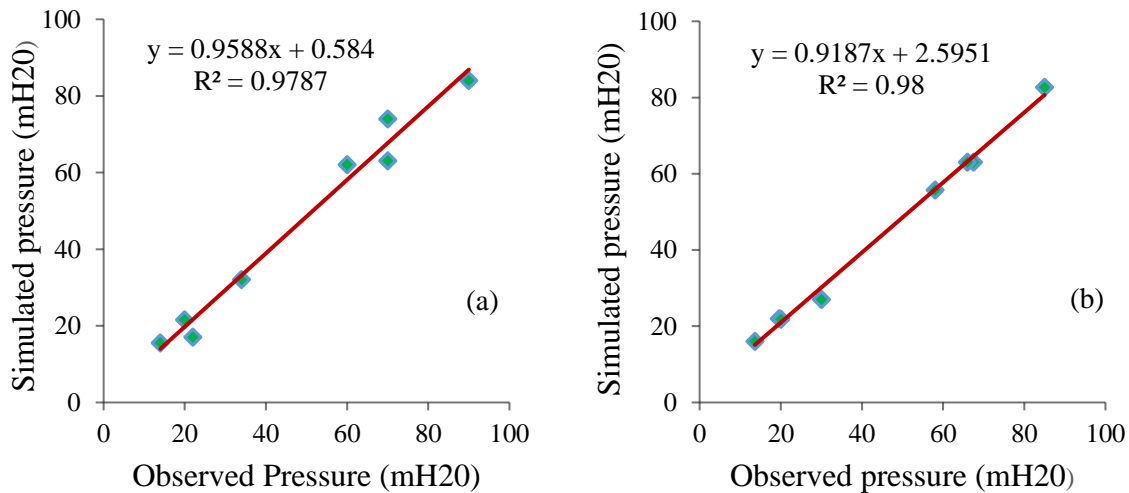 y = 0.9588x + 0.584
R² = 0.9787
Simulated pressure (mH20)
100
80
60
40
20
0
(a)
0 20 40 60 80 100
Observed Pressure (mH20)
y = 0.9187x + 2.5951
R² = 0.98
Simulated pressure (mH20)
100
80
60
40
20
0
(b)
0 20 40 60 80 100
Observed pressure (mH20)